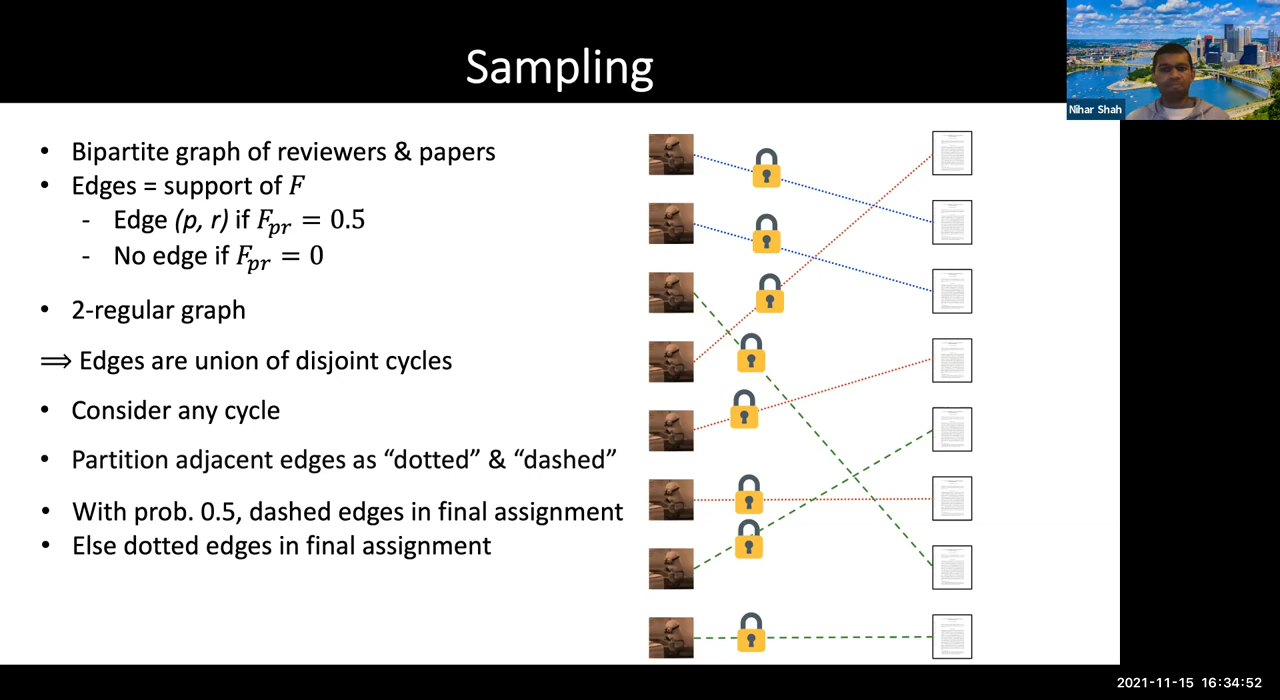 Sampling
Nihar Shah
• Bipartite graph of reviewers & papers
• Edges = support of F
- Edge (p, r) if F_pr = 0.5
- No edge if F_pr = 0
• 2-regular graph
⟹ Edges are union of disjoint cycles
• Consider any cycle
• Partition adjacent edges as “dotted” & “dashed”
• With prob. 0.5, dashed edges in final assignment
• Else dotted edges in final assignment
2021-11-15 16:34:52